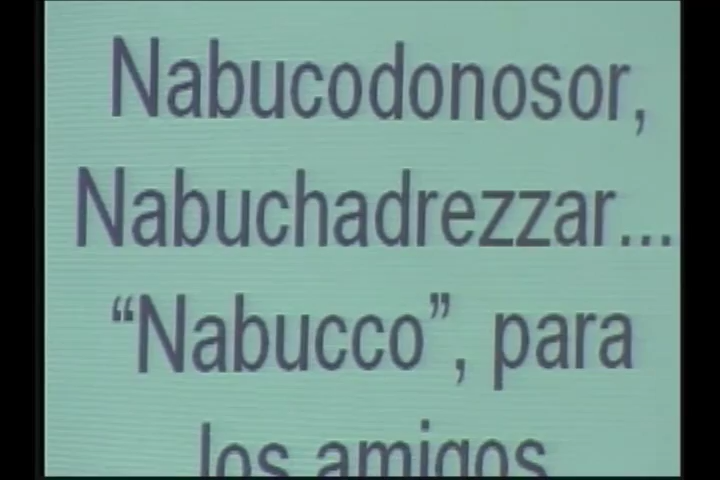 Nabucodonosor,
Nabuchadrezzar...
“Nabucco”, para
los amigos